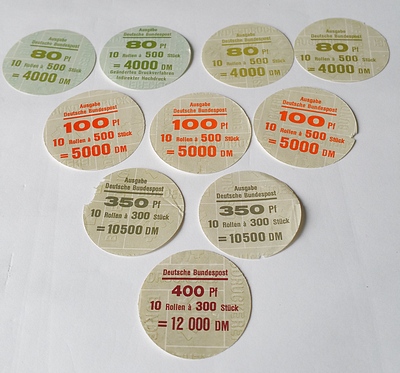 Ausgabe
Deutsche Bundespost
80 Pf
10 Rollen à 500 Stück
= 4000 DM
Ausgabe
Deutsche Bundespost
80 Pf
10 Rollen à 500 Stück
= 4000 DM
Geändertes Druckverfahren
Indirekter Hochdruck
Ausgabe
Deutsche Bundespost
80 Pf
10 Rollen à 500 Stück
= 4000 DM
Ausgabe
Deutsche Bundespost
80 Pf
10 Rollen à 500 Stück
= 4000 DM
Ausgabe
Deutsche Bundespost
100 Pf
10 Rollen à 500 Stück
= 5000 DM
Ausgabe
Deutsche Bundespost
100 Pf
10 Rollen à 500 Stück
= 5000 DM
Ausgabe
Deutsche Bundespost
100 Pf
10 Rollen à 500 Stück
= 5000 DM
Ausgabe
Deutsche Bundespost
350 Pf
10 Rollen à 300 Stück
= 10500 DM
Ausgabe
Deutsche Bundespost
350 Pf
10 Rollen à 300 Stück
= 10500 DM
Deutsche Bundespost
400 Pf
10 Rollen à 300 Stück
= 12 000 DM